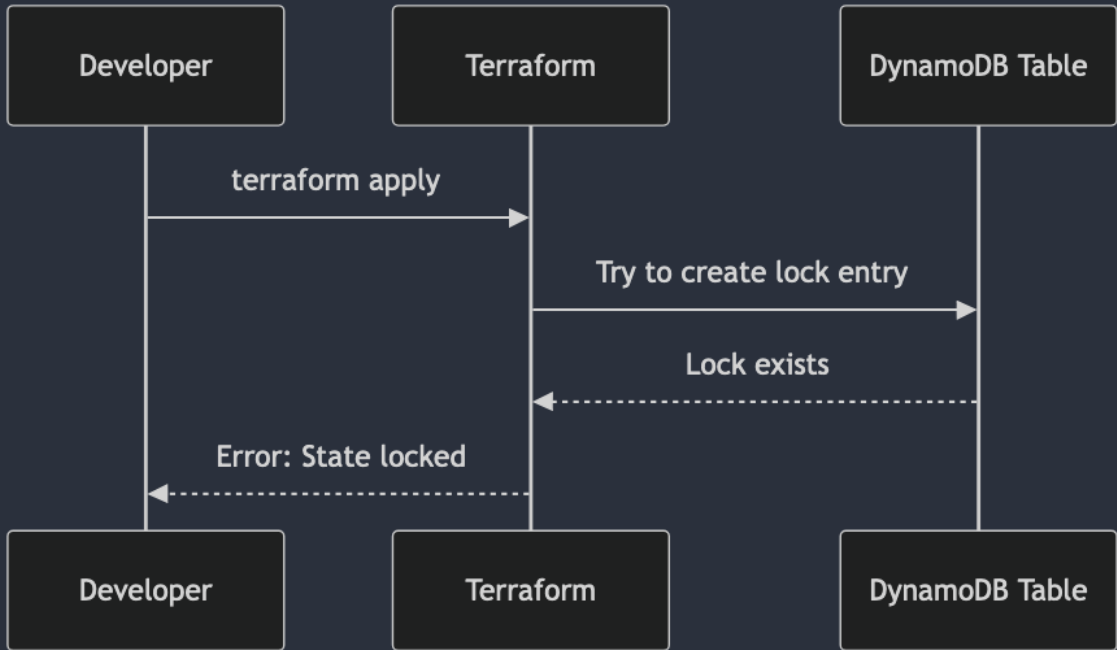 Developer
Terraform
DynamoDB Table
terraform apply
Try to create lock entry
Lock exists
Error: State locked
Developer
Terraform
DynamoDB Table